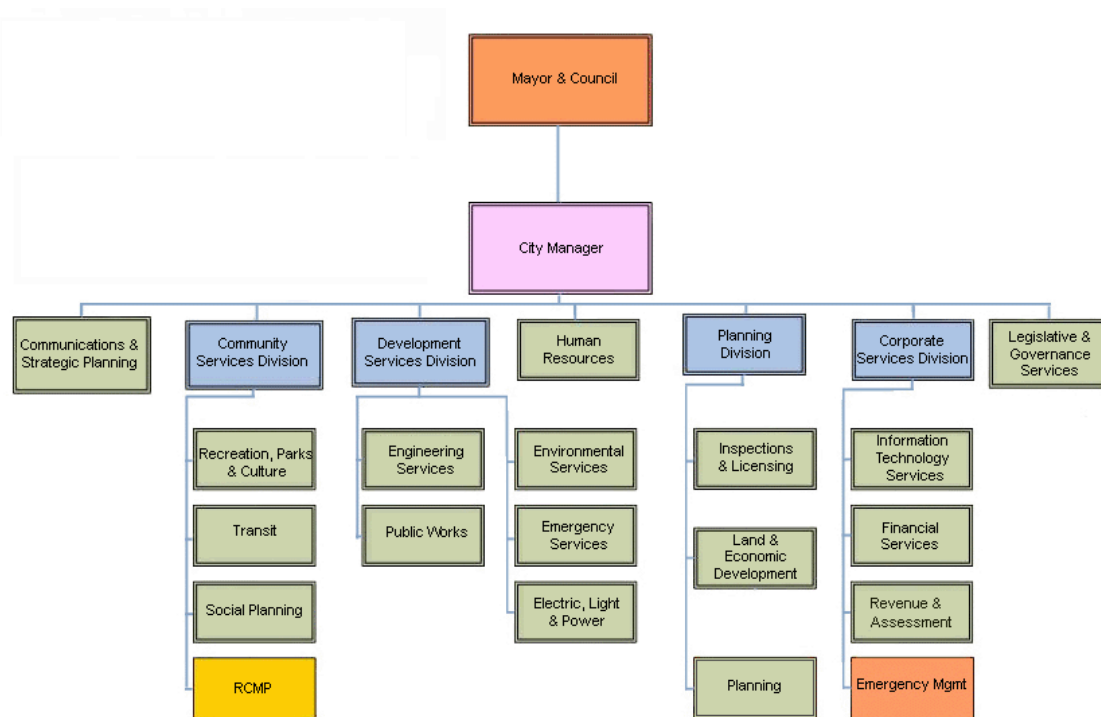 Mayor & Council
City Manager
Communications &
Strategic Planning
Community
Services Division
Development
Services Division
Human
Resources
Planning
Division
Corporate
Services Division
Legislative &
Governance
Services
Recreation, Parks
& Culture
Engineering
Services
Environmental
Services
Inspections
& Licensing
Information
Technology
Services
Transit
Public Works
Emergency
Services
Land &
Economic
Development
Financial
Services
Social Planning
Electric, Light
& Power
Revenue &
Assessment
RCMP
Planning
Emergency Mgmt